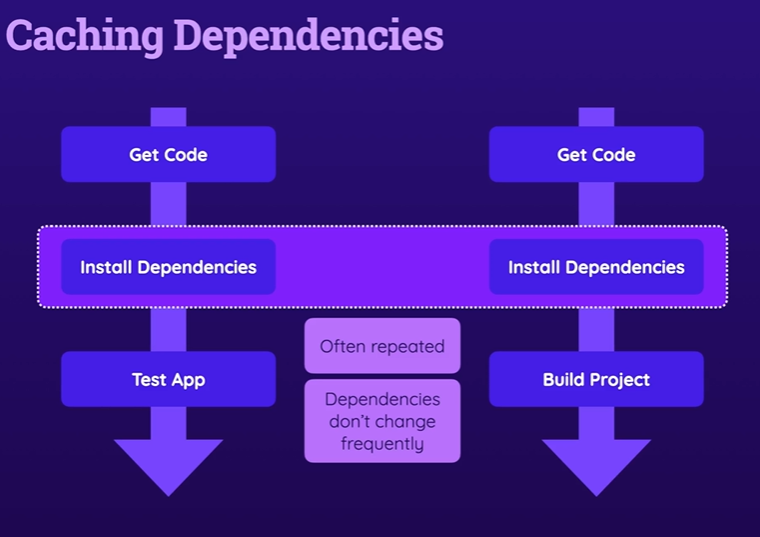 Caching Dependencies
Get Code
Get Code
Install Dependencies
Install Dependencies
Often repeated
Test App
Build Project
Dependencies
don't change
frequently